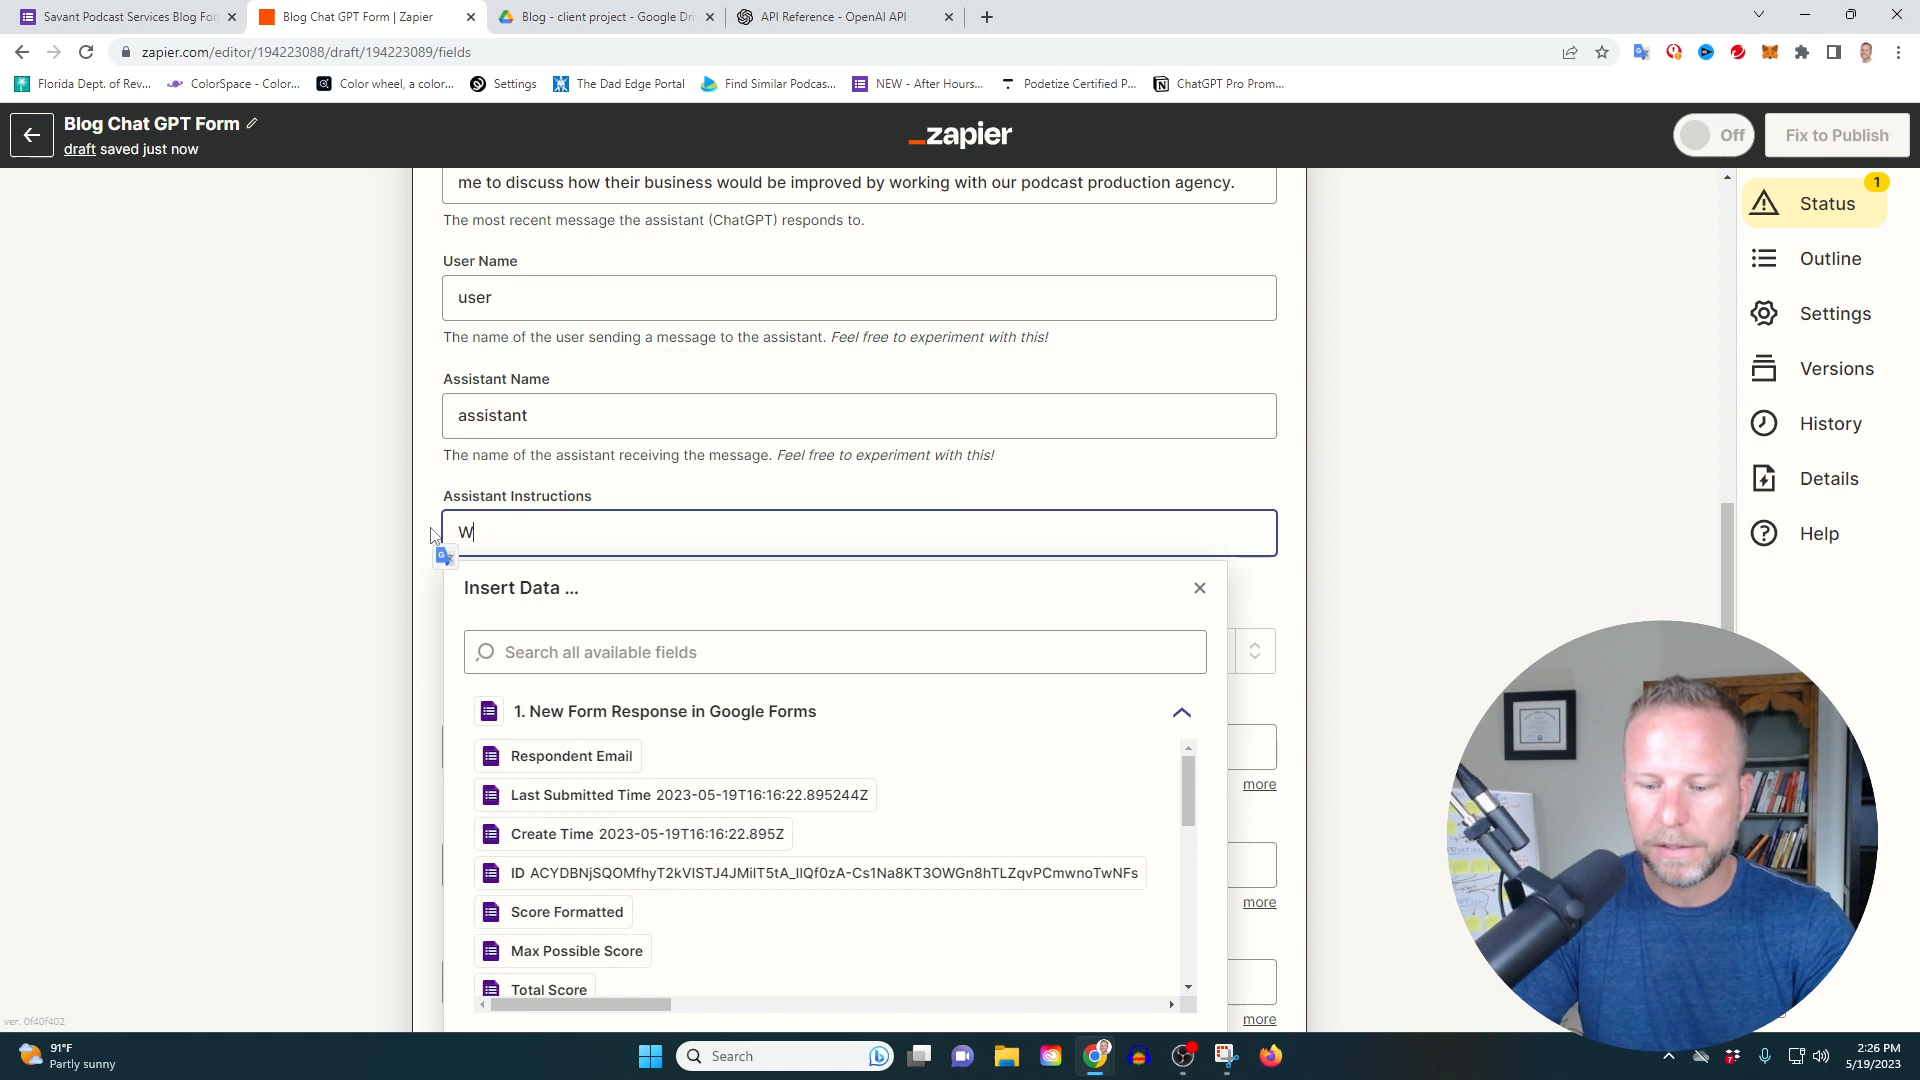 Savant Podcast Services Blog For
Blog Chat GPT Form | Zapier
Blog - client project - Google Dri
API Reference - OpenAI API
zapier.com/editor/194223088/draft/194223089/fields
Florida Dept. of Rev...
ColorSpace - Color...
Color wheel, a color...
Settings
The Dad Edge Portal
Find Similar Podcas...
NEW - After Hours...
Podetize Certified P...
ChatGPT Pro Prom...
Blog Chat GPT Form
draft saved just now
_zapier
Off
Fix to Publish
me to discuss how their business would be improved by working with our podcast production agency.
The most recent message the assistant (ChatGPT) responds to.
User Name
user
The name of the user sending a message to the assistant. Feel free to experiment with this!
Assistant Name
assistant
The name of the assistant receiving the message. Feel free to experiment with this!
Assistant Instructions
W
Insert Data ...
Search all available fields
1. New Form Response in Google Forms
Respondent Email
Last Submitted Time 2023-05-19T16:16:22.895244Z
Create Time 2023-05-19T16:16:22.895Z
ID ACYDBNjSQOMfhyT2kVISTJ4JMiIT5tA_IIQf0zA-Cs1Na8KT3OWGn8hTLZqvPCmwnoTwNFs
Score Formatted
Max Possible Score
Total Score
more
more
more
1
Status
Outline
Settings
Versions
History
Details
Help
ver. 0f40f402
91°F
Partly sunny
Search
2:26 PM
5/19/2023